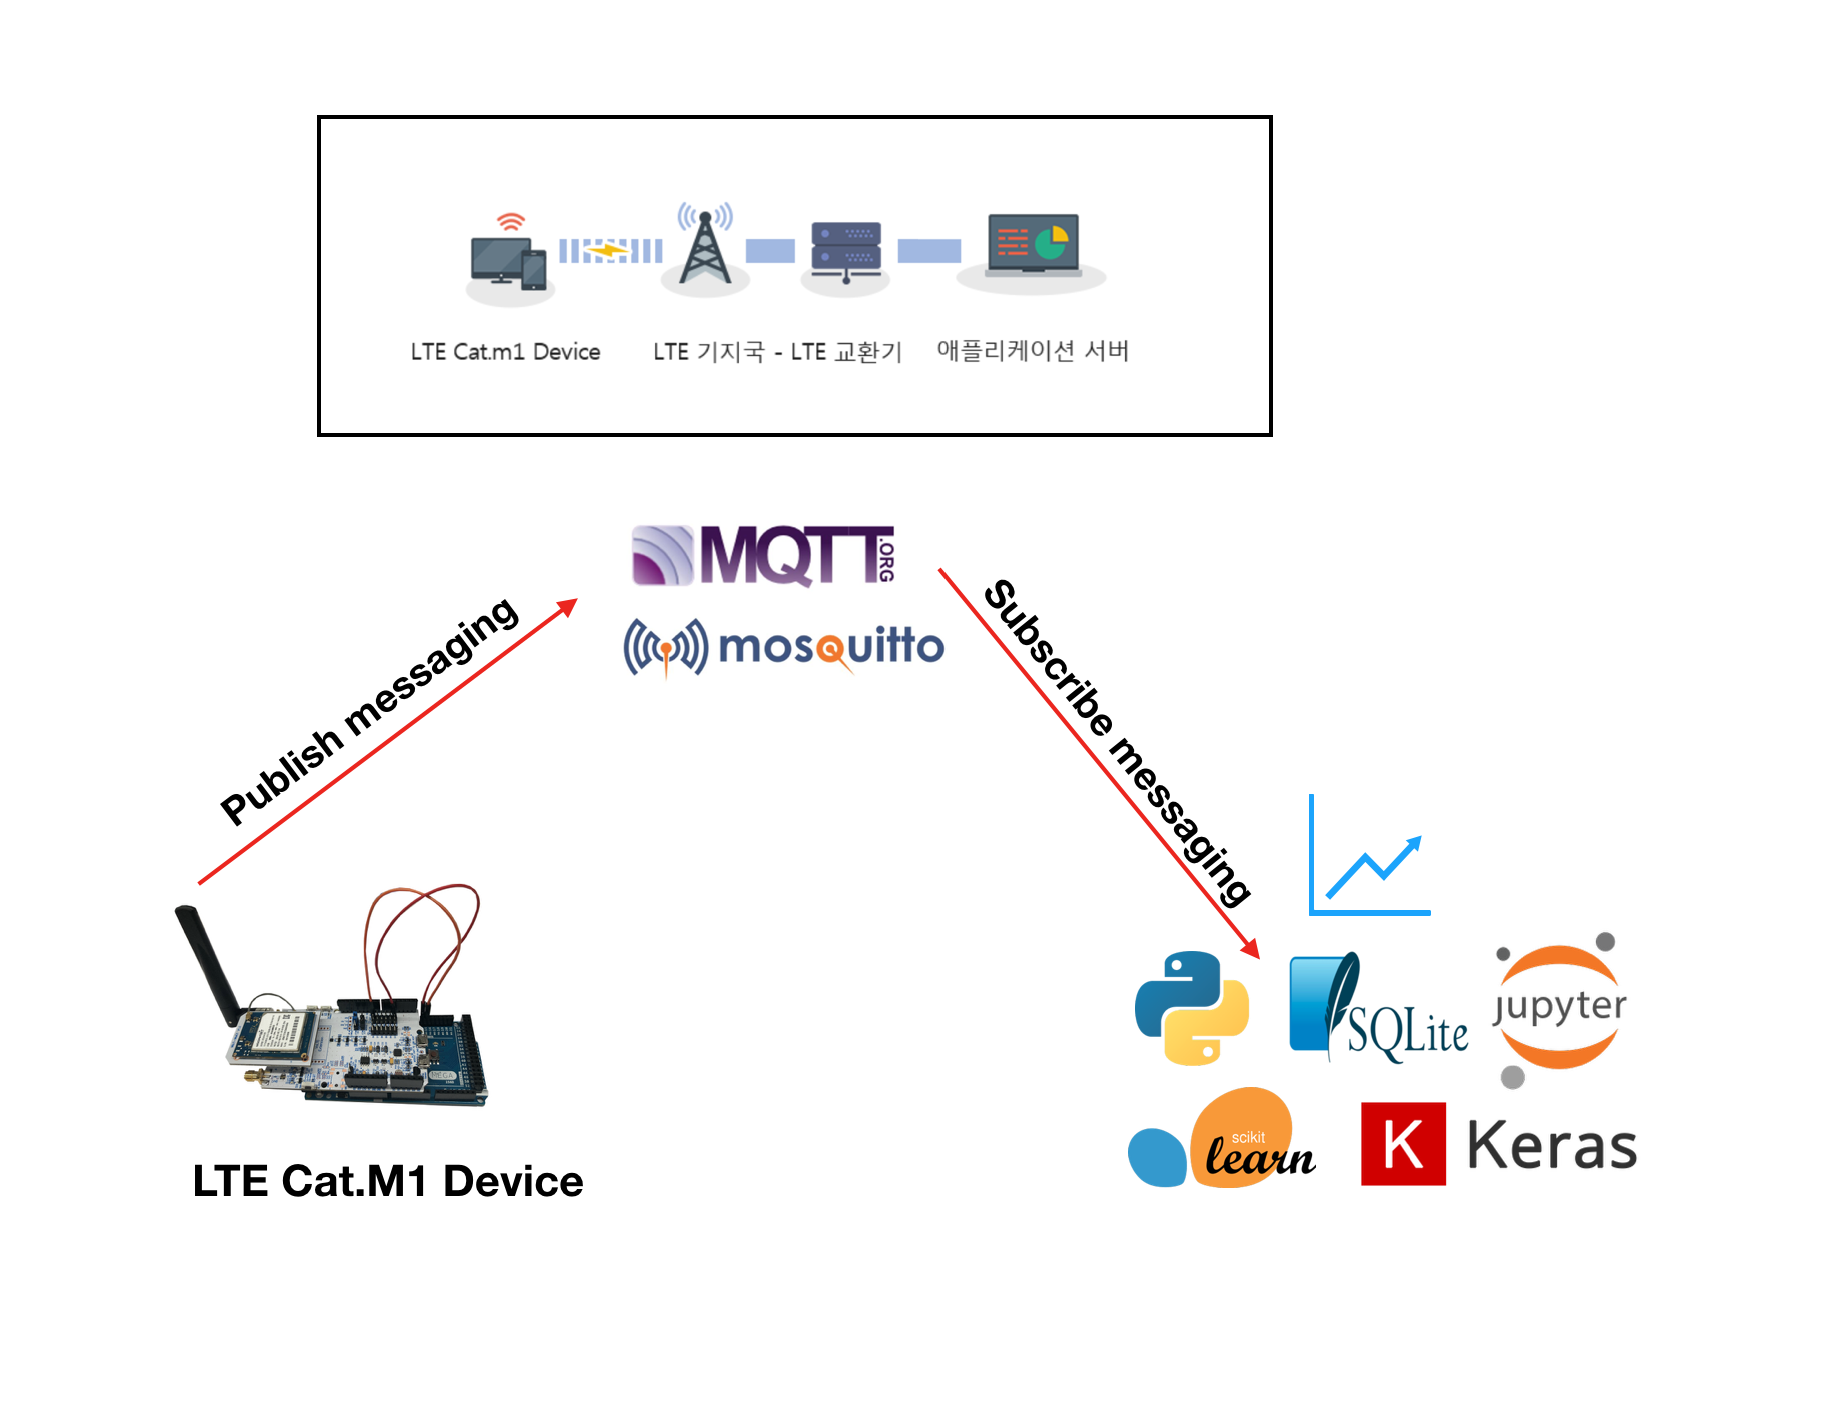 LTE Cat.m1 Device
LTE 기지국 - LTE 교환기
애플리케이션 서버
MQTT.ORG
mosquitto
Publish messaging
Subscribe messaging
MEGA
LTE Cat.M1 Device
SQLite
jupyter
scikit
learn
K Keras